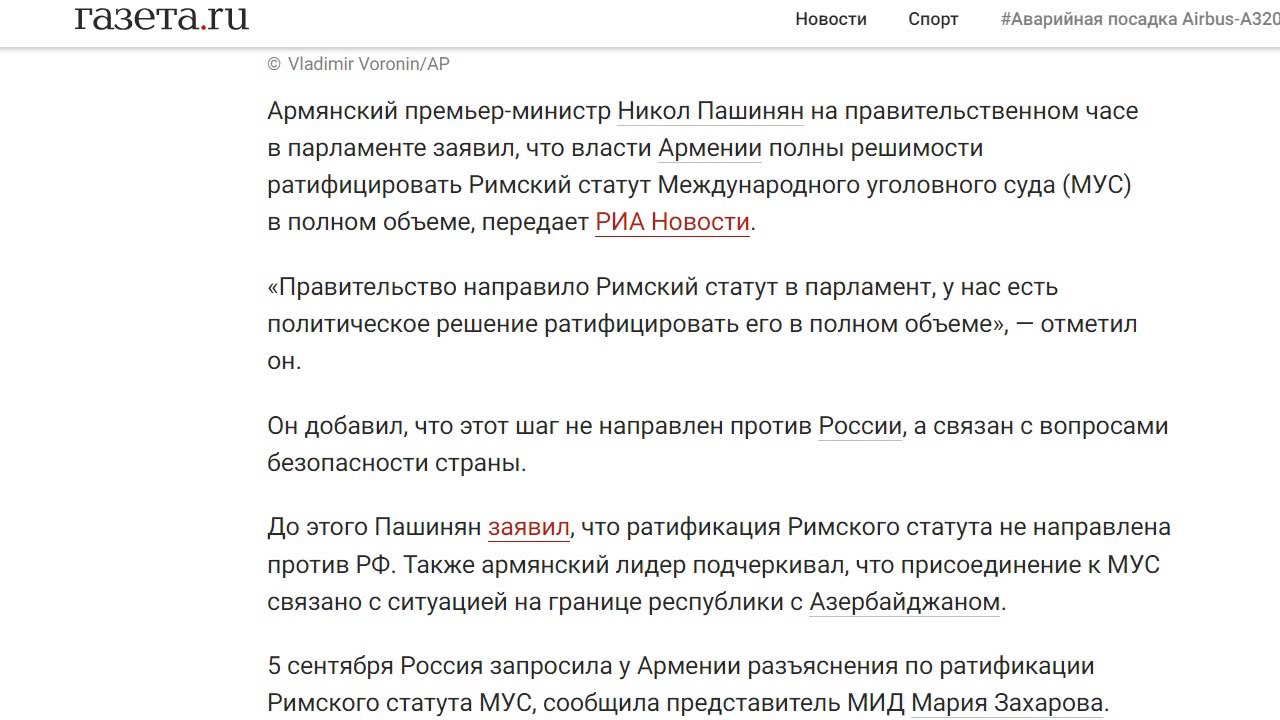 газета.ru
Новости Спорт #Аварийная посадка Airbus-A320
© Vladimir Voronin/AP
Армянский премьер-министр Никол Пашинян на правительственном часе
в парламенте заявил, что власти Армении полны решимости
ратифицировать Римский статут Международного уголовного суда (МУС)
в полном объеме, передает РИА Новости.
«Правительство направило Римский статут в парламент, у нас есть
политическое решение ратифицировать его в полном объеме», — отметил
он.
Он добавил, что этот шаг не направлен против России, а связан с вопросами
безопасности страны.
До этого Пашинян заявил, что ратификация Римского статута не направлена
против РФ. Также армянский лидер подчеркивал, что присоединение к МУС
связано с ситуацией на границе республики с Азербайджаном.
5 сентября Россия запросила у Армении разъяснения по ратификации
Римского статута МУС, сообщила представитель МИД Мария Захарова.